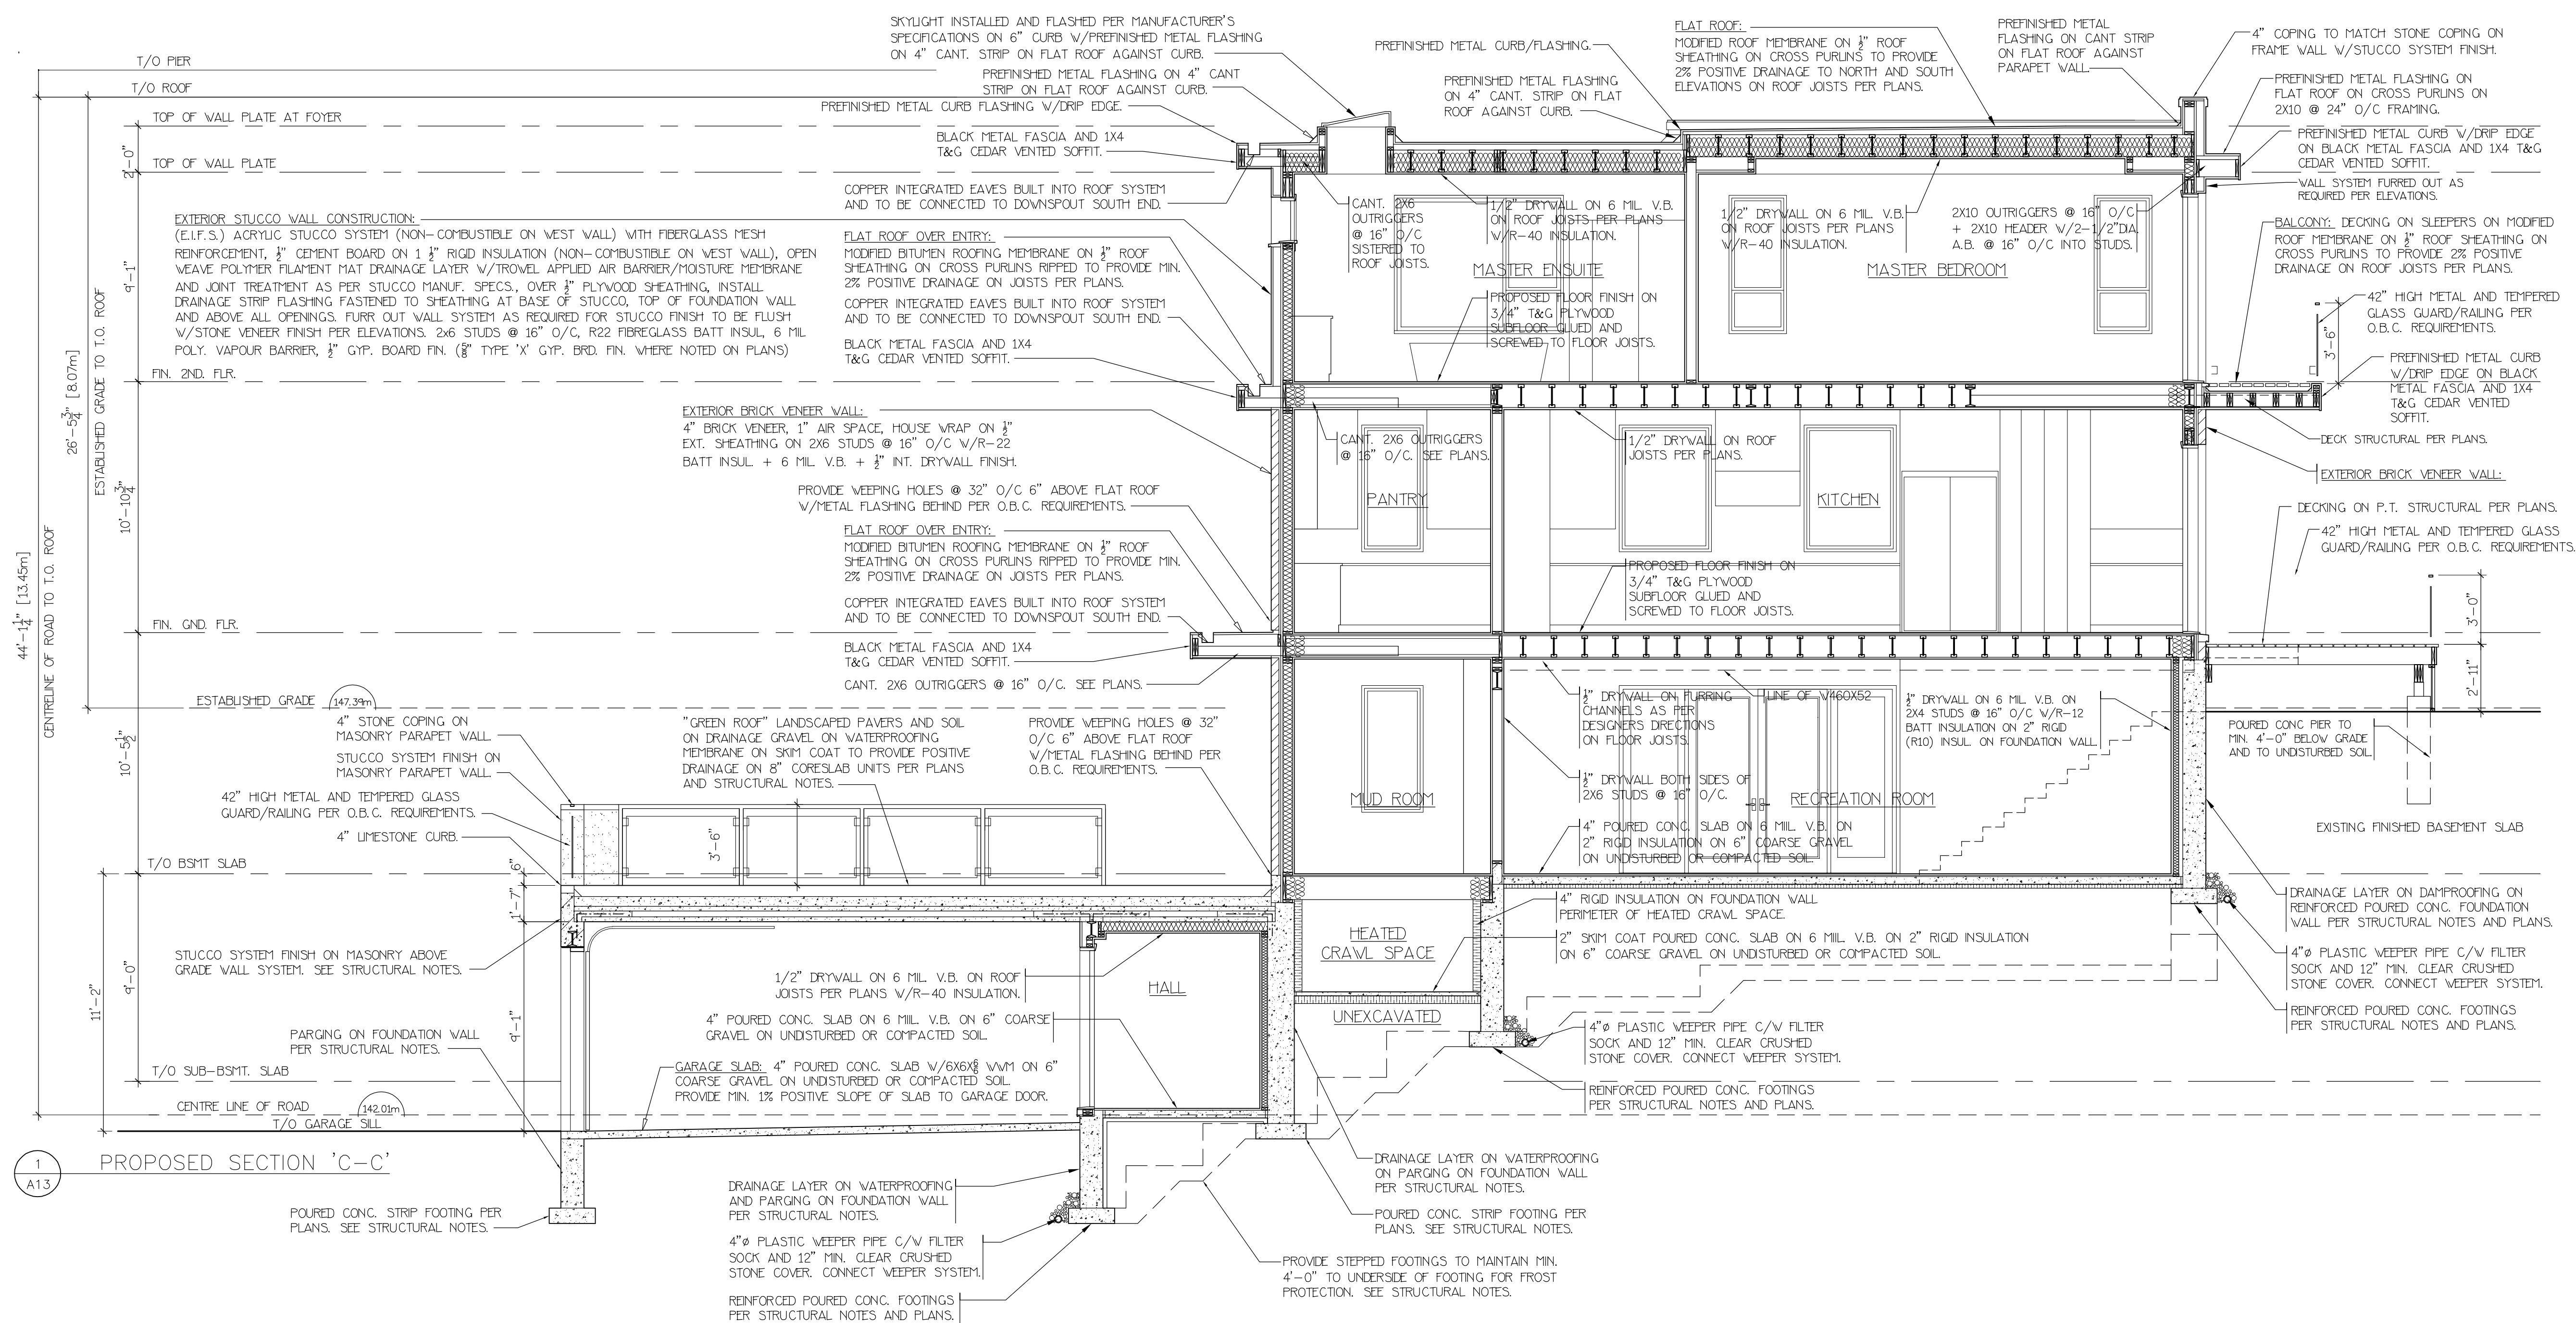 SKYLIGHT INSTALLED AND FLASHED PER MANUFACTURER'S
SPECIFICATIONS ON 6" CURB W/PREFINISHED METAL FLASHING
ON 4" CANT. STRIP ON FLAT ROOF AGAINST CURB.
PREFINISHED METAL FLASHING ON 4" CANT
STRIP ON FLAT ROOF AGAINST CURB.
PREFINISHED METAL CURB FLASHING W/DRIP EDGE.
BLACK METAL FASCIA AND 1X4
T&G CEDAR VENTED SOFFIT.
COPPER INTEGRATED EAVES BUILT INTO ROOF SYSTEM
AND TO BE CONNECTED TO DOWNSPOUT SOUTH END.
PREFINISHED METAL CURB/FLASHING.
PREFINISHED METAL FLASHING
ON 4" CANT. STRIP ON FLAT
ROOF AGAINST CURB.
FLAT ROOF:
MODIFIED ROOF MEMBRANE ON 1/2" ROOF
SHEATHING ON CROSS PURLINS TO PROVIDE
2% POSITIVE DRAINAGE TO NORTH AND SOUTH
ELEVATIONS ON ROOF JOISTS PER PLANS.
PREFINISHED METAL
FLASHING ON CANT STRIP
ON FLAT ROOF AGAINST
PARAPET WALL.
4" COPING TO MATCH STONE COPING ON
FRAME WALL W/STUCCO SYSTEM FINISH.
PREFINISHED METAL FLASHING ON
FLAT ROOF ON CROSS PURLINS ON
2X10 @ 24" O/C FRAMING.
PREFINISHED METAL CURB W/DRIP EDGE
ON BLACK METAL FASCIA AND 1X4 T&G
CEDAR VENTED SOFFIT.
WALL SYSTEM FURRED OUT AS
REQUIRED PER ELEVATIONS.
BALCONY: DECKING ON SLEEPERS ON MODIFIED
ROOF MEMBRANE ON 1/2" ROOF SHEATHING ON
CROSS PURLINS TO PROVIDE 2% POSITIVE
DRAINAGE ON ROOF JOISTS PER PLANS.
42" HIGH METAL AND TEMPERED
GLASS GUARD/RAILING PER
O.B.C. REQUIREMENTS.
3'-6"
PREFINISHED METAL CURB
W/DRIP EDGE ON BLACK
METAL FASCIA AND 1X4
T&G CEDAR VENTED
SOFFIT.
DECK STRUCTURAL PER PLANS.
EXTERIOR BRICK VENEER WALL:
DECKING ON P.T. STRUCTURAL PER PLANS.
42" HIGH METAL AND TEMPERED GLASS
GUARD/RAILING PER O.B.C. REQUIREMENTS.
3'-0"
2'-11"
POURED CONC PIER TO
MIN. 4'-0" BELOW GRADE
AND TO UNDISTURBED SOIL.
EXISTING FINISHED BASEMENT SLAB
DRAINAGE LAYER ON DAMPROOFING ON
REINFORCED POURED CONC. FOUNDATION
WALL PER STRUCTURAL NOTES AND PLANS.
4"ø PLASTIC WEEPER PIPE C/W FILTER
SOCK AND 12" MIN. CLEAR CRUSHED
STONE COVER. CONNECT WEEPER SYSTEM.
REINFORCED POURED CONC. FOOTINGS
PER STRUCTURAL NOTES AND PLANS.
T/O PIER
T/O ROOF
TOP OF WALL PLATE AT FOYER
2'-0"
TOP OF WALL PLATE
9'-1"
EXTERIOR STUCCO WALL CONSTRUCTION:
(E.I.F.S.) ACRYLIC STUCCO SYSTEM (NON-COMBUSTIBLE ON WEST WALL) WITH FIBERGLASS MESH
REINFORCEMENT, 1/2" CEMENT BOARD ON 1 1/2" RIGID INSULATION (NON-COMBUSTIBLE ON WEST WALL), OPEN
WEAVE POLYMER FILAMENT MAT DRAINAGE LAYER W/TROWEL APPLIED AIR BARRIER/MOISTURE MEMBRANE
AND JOINT TREATMENT AS PER STUCCO MANUF. SPECS., OVER 1/2" PLYWOOD SHEATHING, INSTALL
DRAINAGE STRIP FLASHING FASTENED TO SHEATHING AT BASE OF STUCCO, TOP OF FOUNDATION WALL
AND ABOVE ALL OPENINGS. FURR OUT WALL SYSTEM AS REQUIRED FOR STUCCO FINISH TO BE FLUSH
W/STONE VENEER FINISH PER ELEVATIONS. 2x6 STUDS @ 16" O/C, R22 FIBREGLASS BATT INSUL, 6 MIL
POLY. VAPOUR BARRIER, 1/2" GYP. BOARD FIN. (5/8" TYPE 'X' GYP. BRD. FIN. WHERE NOTED ON PLANS)
FIN. 2ND. FLR.
10'-10 3/4"
FIN. GND. FLR.
26'-5 3/4" [8.07m]
ESTABLISHED GRADE TO T.O. ROOF
44'-1 1/4" [13.45m]
CENTRELINE OF ROAD TO T.O. ROOF
FLAT ROOF OVER ENTRY:
MODIFIED BITUMEN ROOFING MEMBRANE ON 1/2" ROOF
SHEATHING ON CROSS PURLINS RIPPED TO PROVIDE MIN.
2% POSITIVE DRAINAGE ON JOISTS PER PLANS.
COPPER INTEGRATED EAVES BUILT INTO ROOF SYSTEM
AND TO BE CONNECTED TO DOWNSPOUT SOUTH END.
BLACK METAL FASCIA AND 1X4
T&G CEDAR VENTED SOFFIT.
EXTERIOR BRICK VENEER WALL:
4" BRICK VENEER, 1" AIR SPACE, HOUSE WRAP ON 1/2"
EXT. SHEATHING ON 2X6 STUDS @ 16" O/C W/R-22
BATT INSUL. + 6 MIL. V.B. + 1/2" INT. DRYWALL FINISH.
PROVIDE WEEPING HOLES @ 32" O/C 6" ABOVE FLAT ROOF
W/METAL FLASHING BEHIND PER O.B.C. REQUIREMENTS.
FLAT ROOF OVER ENTRY:
MODIFIED BITUMEN ROOFING MEMBRANE ON 1/2" ROOF
SHEATHING ON CROSS PURLINS RIPPED TO PROVIDE MIN.
2% POSITIVE DRAINAGE ON JOISTS PER PLANS.
COPPER INTEGRATED EAVES BUILT INTO ROOF SYSTEM
AND TO BE CONNECTED TO DOWNSPOUT SOUTH END.
BLACK METAL FASCIA AND 1X4
T&G CEDAR VENTED SOFFIT.
CANT. 2X6 OUTRIGGERS @ 16" O/C. SEE PLANS.
CANT. 2X6
OUTRIGGERS
@ 16" O/C
SISTERED TO
ROOF JOISTS.
1/2" DRYWALL ON 6 MIL. V.B.
ON ROOF JOISTS PER PLANS
W/R-40 INSULATION.
MASTER ENSUITE
PROPOSED FLOOR FINISH ON
3/4" T&G PLYWOOD
SUBFLOOR GLUED AND
SCREWED TO FLOOR JOISTS.
1/2" DRYWALL ON 6 MIL. V.B.
ON ROOF JOISTS PER PLANS
W/R-40 INSULATION.
2X10 OUTRIGGERS @ 16" O/C
+ 2X10 HEADER W/2-1/2"DIA.
A.B. @ 16" O/C INTO STUDS.
MASTER BEDROOM
CANT. 2X6 OUTRIGGERS
@ 16" O/C. SEE PLANS.
1/2" DRYWALL ON ROOF
JOISTS PER PLANS.
PANTRY
KITCHEN
PROPOSED FLOOR FINISH ON
3/4" T&G PLYWOOD
SUBFLOOR GLUED AND
SCREWED TO FLOOR JOISTS.
1/2" DRYWALL ON FURRING
CHANNELS AS PER
DESIGNERS DIRECTIONS
ON FLOOR JOISTS.
LINE OF W460X52
1/2" DRYWALL ON 6 MIL. V.B. ON
2X4 STUDS @ 16" O/C W/R-12
BATT INSULATION ON 2" RIGID
(R10) INSUL. ON FOUNDATION WALL.
1/2" DRYWALL BOTH SIDES OF
2X6 STUDS @ 16" O/C.
MUD ROOM
RECREATION ROOM
4" POURED CONC. SLAB ON 6 MIL. V.B. ON
2" RIGID INSULATION ON 6" COARSE GRAVEL
ON UNDISTURBED OR COMPACTED SOIL.
4" RIGID INSULATION ON FOUNDATION WALL
PERIMETER OF HEATED CRAWL SPACE.
2" SKIM COAT POURED CONC. SLAB ON 6 MIL. V.B. ON 2" RIGID INSULATION
ON 6" COARSE GRAVEL ON UNDISTURBED OR COMPACTED SOIL.
HEATED
CRAWL SPACE
UNEXCAVATED
4"ø PLASTIC WEEPER PIPE C/W FILTER
SOCK AND 12" MIN. CLEAR CRUSHED
STONE COVER. CONNECT WEEPER SYSTEM.
REINFORCED POURED CONC. FOOTINGS
PER STRUCTURAL NOTES AND PLANS.
ESTABLISHED GRADE
147.39m
10'-5 1/2"
4" STONE COPING ON
MASONRY PARAPET WALL.
STUCCO SYSTEM FINISH ON
MASONRY PARAPET WALL.
42" HIGH METAL AND TEMPERED GLASS
GUARD/RAILING PER O.B.C. REQUIREMENTS.
4" LIMESTONE CURB.
"GREEN ROOF" LANDSCAPED PAVERS AND SOIL
ON DRAINAGE GRAVEL ON WATERPROOFING
MEMBRANE ON SKIM COAT TO PROVIDE POSITIVE
DRAINAGE ON 8" CORESLAB UNITS PER PLANS
AND STRUCTURAL NOTES.
PROVIDE WEEPING HOLES @ 32"
O/C 6" ABOVE FLAT ROOF
W/METAL FLASHING BEHIND PER
O.B.C. REQUIREMENTS.
3'-6"
T/O BSMT SLAB
6"
1'-7"
9'-0"
11'-2"
9'-1"
STUCCO SYSTEM FINISH ON MASONRY ABOVE
GRADE WALL SYSTEM. SEE STRUCTURAL NOTES.
PARGING ON FOUNDATION WALL
PER STRUCTURAL NOTES.
T/O SUB-BSMT. SLAB
CENTRE LINE OF ROAD
142.01m
T/O GARAGE SILL
1/2" DRYWALL ON 6 MIL. V.B. ON ROOF
JOISTS PER PLANS W/R-40 INSULATION.
HALL
4" POURED CONC. SLAB ON 6 MIL. V.B. ON 6" COARSE
GRAVEL ON UNDISTURBED OR COMPACTED SOIL.
GARAGE SLAB: 4" POURED CONC. SLAB W/6X6X6/6 WWM ON 6"
COARSE GRAVEL ON UNDISTURBED OR COMPACTED SOIL.
PROVIDE MIN. 1% POSITIVE SLOPE OF SLAB TO GARAGE DOOR.
1
A13
PROPOSED SECTION 'C-C'
POURED CONC. STRIP FOOTING PER
PLANS. SEE STRUCTURAL NOTES.
DRAINAGE LAYER ON WATERPROOFING
AND PARGING ON FOUNDATION WALL
PER STRUCTURAL NOTES.
4"ø PLASTIC WEEPER PIPE C/W FILTER
SOCK AND 12" MIN. CLEAR CRUSHED
STONE COVER. CONNECT WEEPER SYSTEM.
REINFORCED POURED CONC. FOOTINGS
PER STRUCTURAL NOTES AND PLANS.
DRAINAGE LAYER ON WATERPROOFING
ON PARGING ON FOUNDATION WALL
PER STRUCTURAL NOTES.
POURED CONC. STRIP FOOTING PER
PLANS. SEE STRUCTURAL NOTES.
PROVIDE STEPPED FOOTINGS TO MAINTAIN MIN.
4'-0" TO UNDERSIDE OF FOOTING FOR FROST
PROTECTION. SEE STRUCTURAL NOTES.